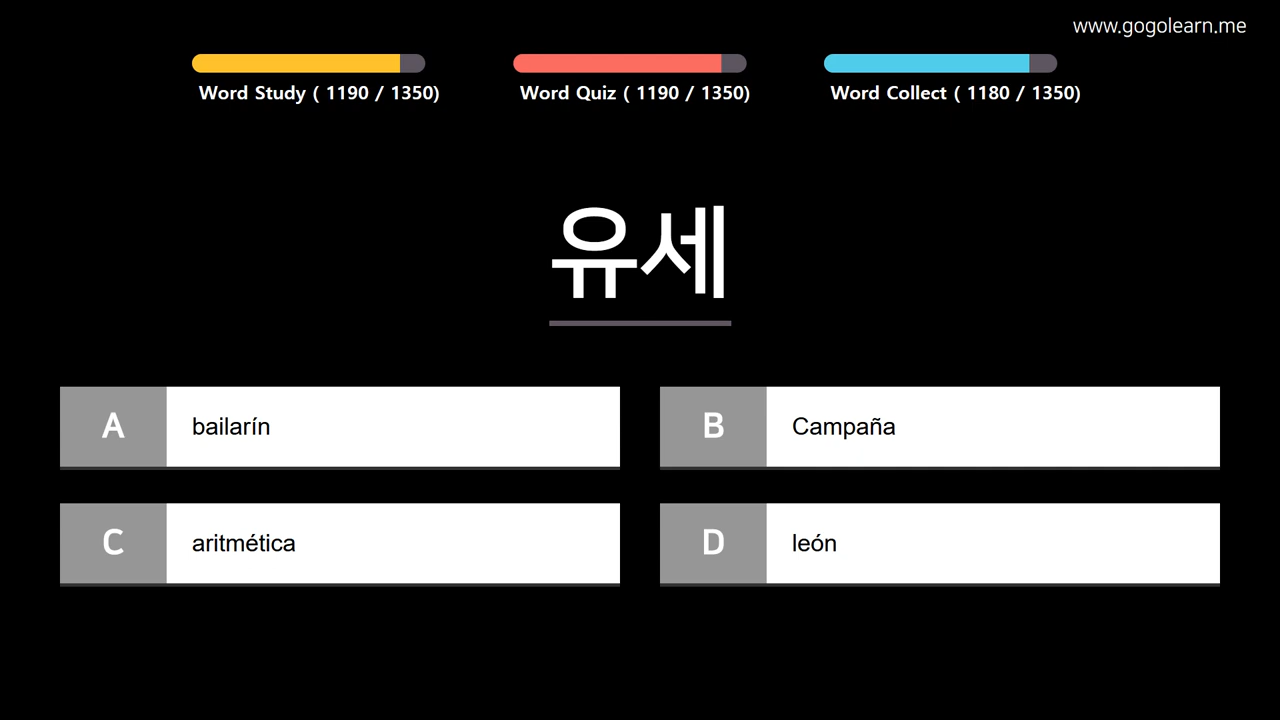 www.gogolearn.me
Word Study ( 1190 / 1350)
Word Quiz ( 1190 / 1350)
Word Collect ( 1180 / 1350)
유세
A bailarín
B Campaña
C aritmética
D león